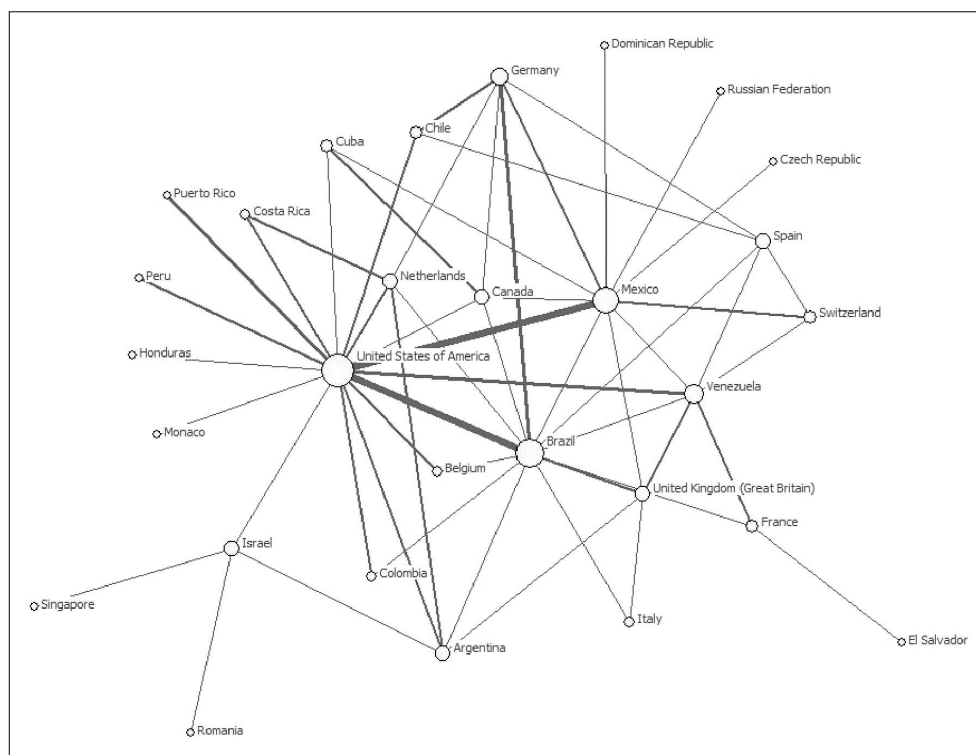 Dominican Republic
Germany
Russian Federation
Chile
Cuba
Czech Republic
Puerto Rico
Costa Rica
Spain
Peru
Netherlands
Canada
Mexico
Switzerland
Honduras
United States of America
Venezuela
Monaco
Brazil
Belgium
United Kingdom (Great Britain)
France
Israel
Colombia
Singapore
Italy
El Salvador
Argentina
Romania